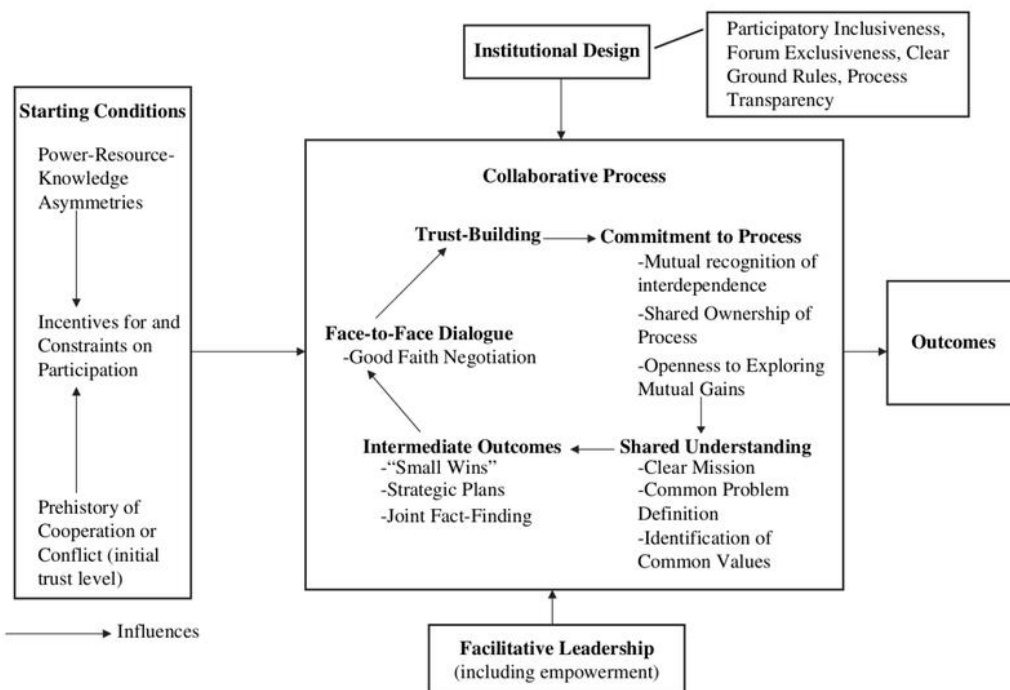 Institutional Design
Participatory Inclusiveness,
Forum Exclusiveness, Clear
Ground Rules, Process
Transparency
Starting Conditions
Power-Resource-
Knowledge
Asymmetries
Incentives for and
Constraints on
Participation
Prehistory of
Cooperation or
Conflict (initial
trust level)
Influences
Collaborative Process
Trust-Building
Commitment to Process
-Mutual recognition of
interdependence
-Shared Ownership of
Process
-Openness to Exploring
Mutual Gains
Face-to-Face Dialogue
-Good Faith Negotiation
Intermediate Outcomes
-“Small Wins”
-Strategic Plans
-Joint Fact-Finding
Shared Understanding
-Clear Mission
-Common Problem
Definition
-Identification of
Common Values
Outcomes
Facilitative Leadership
(including empowerment)